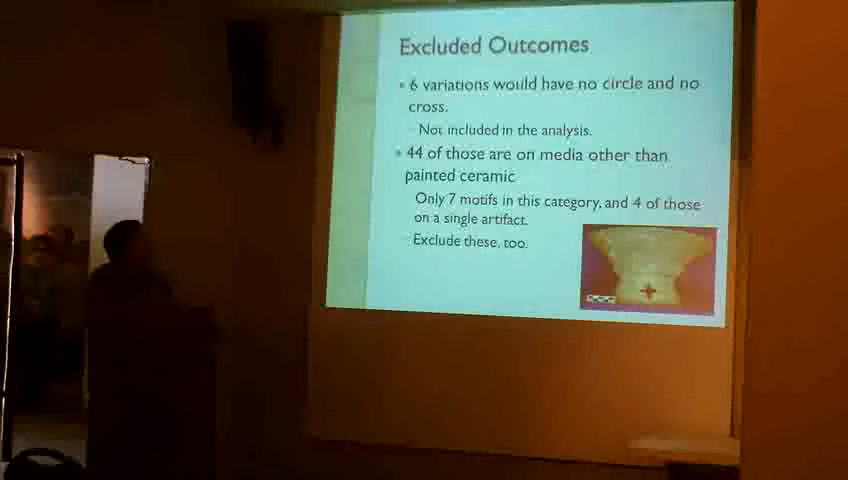 Excluded Outcomes
6 variations would have no circle and no
cross.
Not included in the analysis.
44 of those are on media other than
painted ceramic
Only 7 motifs in this category, and 4 of those
on a single artifact.
Exclude these, too.